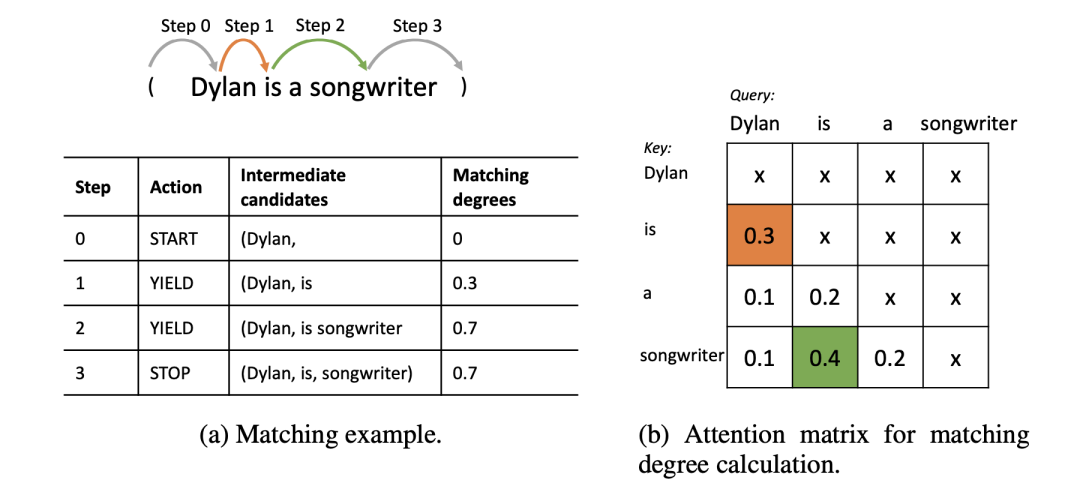 Step 0 Step 1 Step 2 Step 3
( Dylan is a songwriter )
Step Action Intermediate candidates Matching degrees
0 START (Dylan, 0
1 YIELD (Dylan, is 0.3
2 YIELD (Dylan, is songwriter 0.7
3 STOP (Dylan, is, songwriter) 0.7
(a) Matching example.
Query:
Dylan is a songwriter
Key:
Dylan x x x x
is 0.3 x x x
a 0.1 0.2 x x
songwriter 0.1 0.4 0.2 x
(b) Attention matrix for matching
degree calculation.